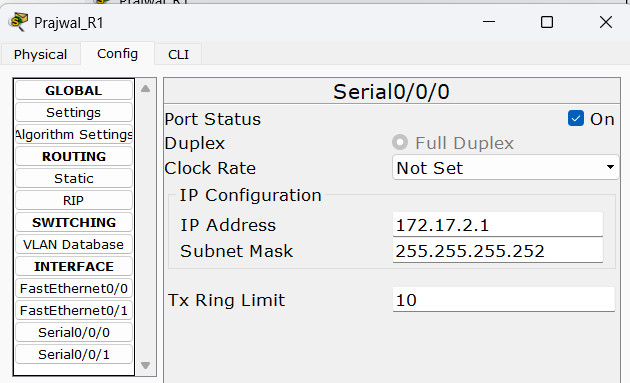 Prajwal_R1
Prajwal_R1
Physical Config CLI
GLOBAL
Settings
Algorithm Settings
ROUTING
Static
RIP
SWITCHING
VLAN Database
INTERFACE
FastEthernet0/0
FastEthernet0/1
Serial0/0/0
Serial0/0/1
Serial0/0/0
Port Status On
Duplex Full Duplex
Clock Rate Not Set
IP Configuration
IP Address 172.17.2.1
Subnet Mask 255.255.255.252
Tx Ring Limit 10